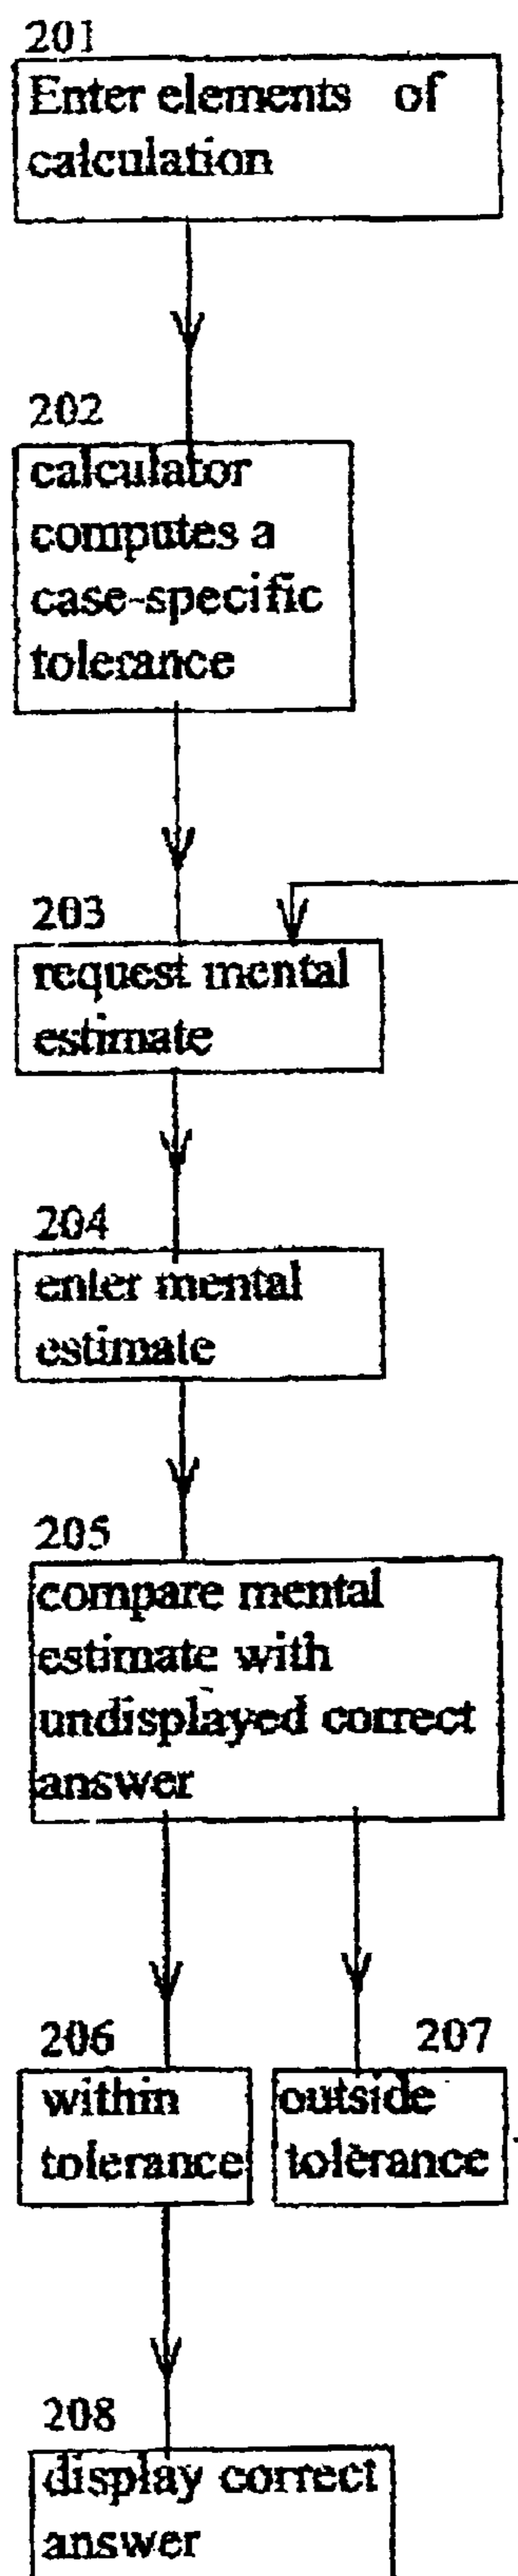 201
Enter elements of
calculation
202
calculator
computes a
case-specific
tolerance
203
request mental
estimate
204
enter mental
estimate
205
compare mental
estimate with
undisplayed correct
answer
206
207
within
tolerance
outside
tolerance
208
display correct
answer